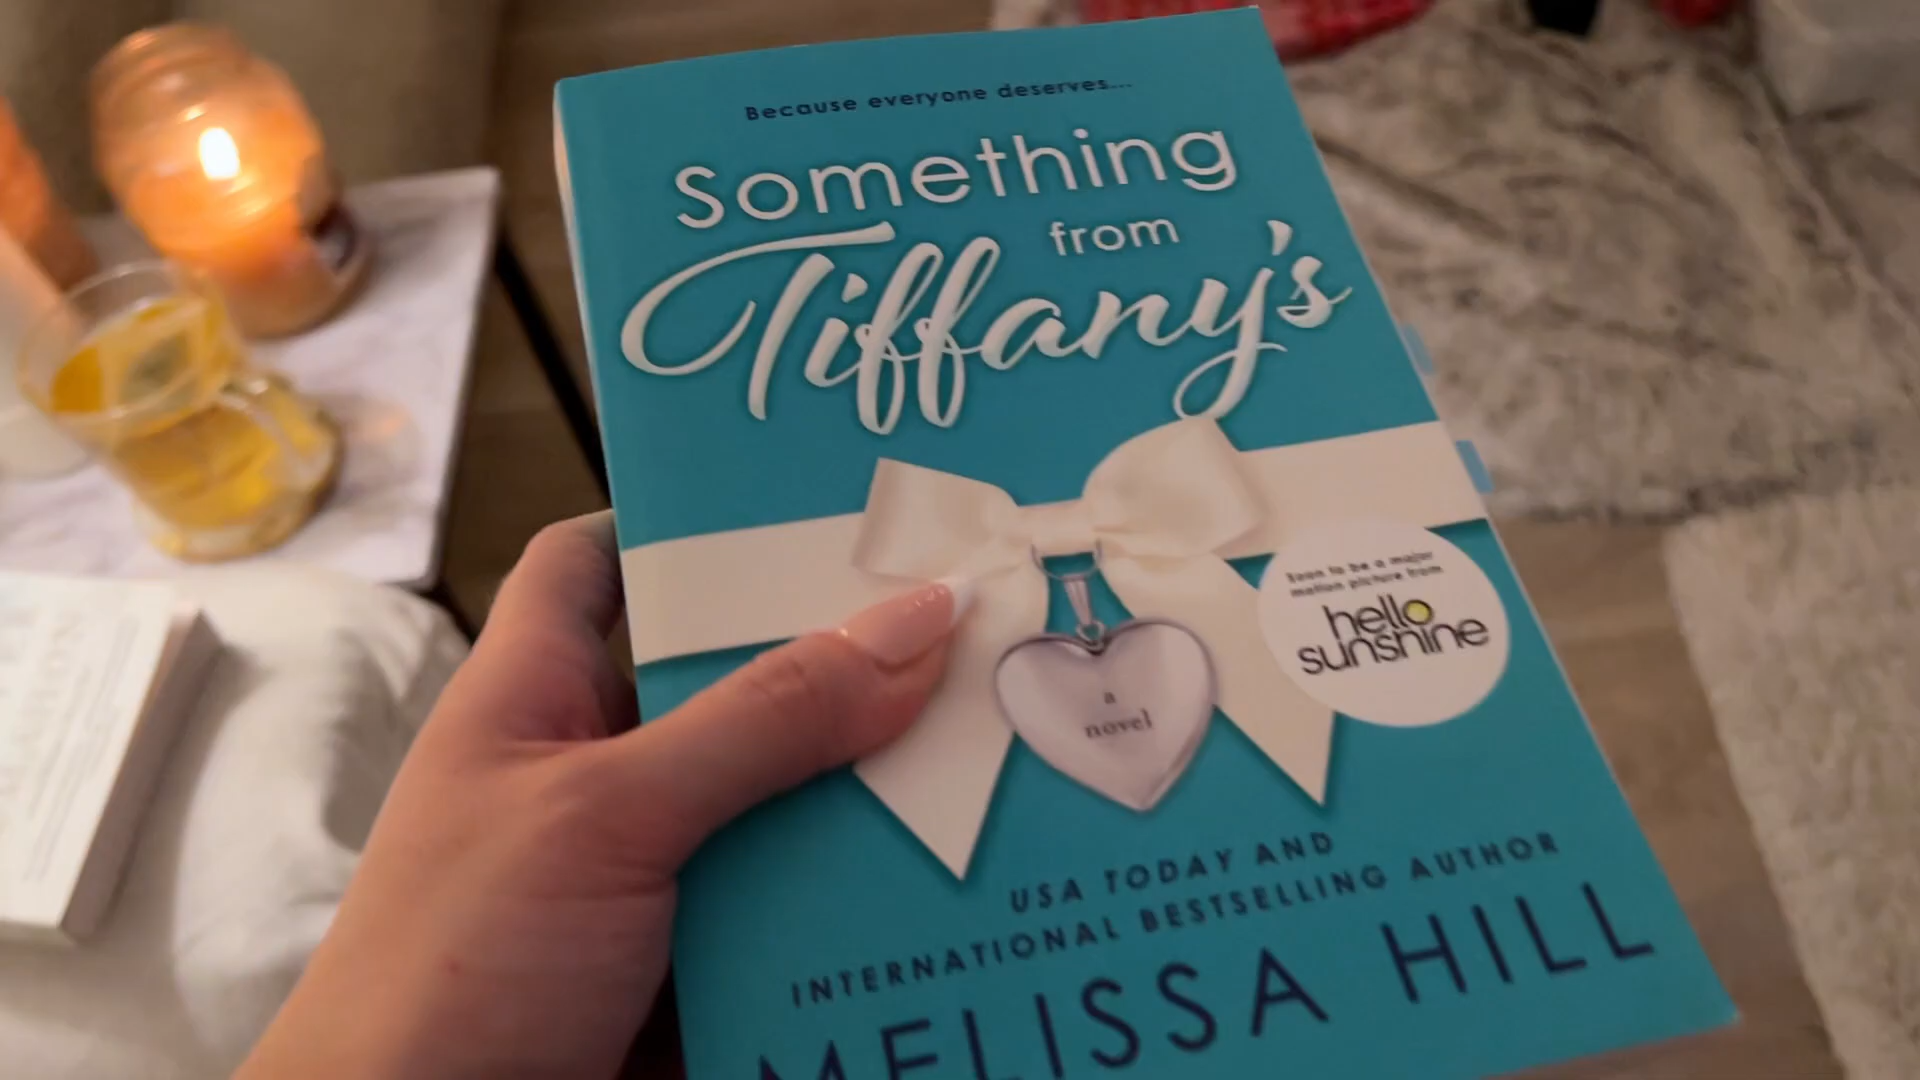 Because everyone deserves...
Something
from
Tiffany's
Soon to be a major
motion picture from
hello
sunshine
a
novel
USA TODAY AND
INTERNATIONAL BESTSELLING AUTHOR
MELISSA HILL